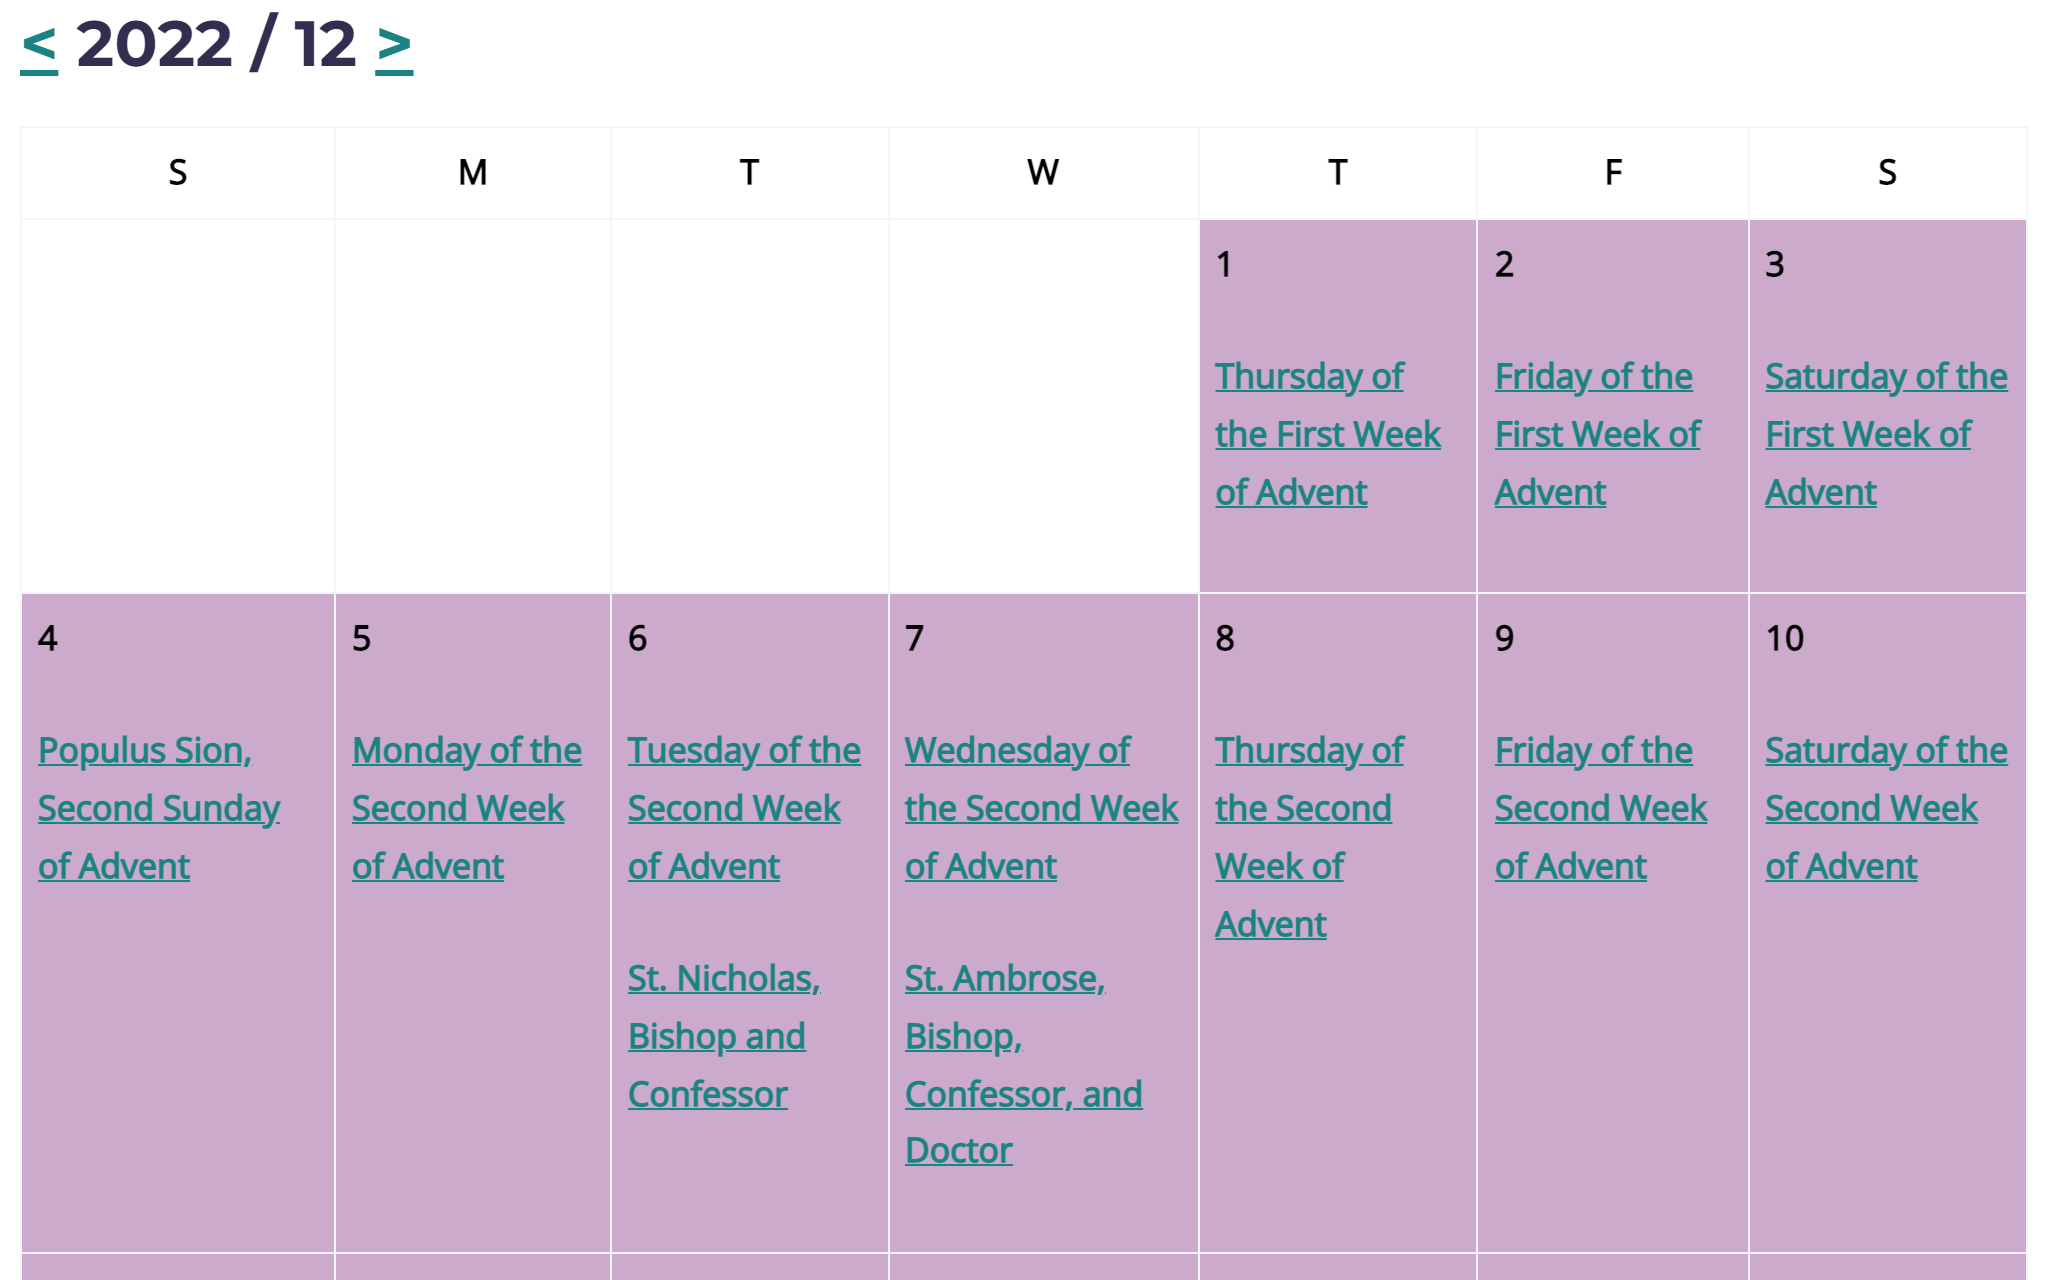 < 2022 / 12 >
S M T W T F S
1
Thursday of
the First Week
of Advent
2
Friday of the
First Week of
Advent
3
Saturday of the
First Week of
Advent
4
Populus Sion,
Second Sunday
of Advent
5
Monday of the
Second Week
of Advent
6
Tuesday of the
Second Week
of Advent
St. Nicholas,
Bishop and
Confessor
7
Wednesday of
the Second Week
of Advent
St. Ambrose,
Bishop,
Confessor, and
Doctor
8
Thursday of
the Second
Week of
Advent
9
Friday of the
Second Week
of Advent
10
Saturday of the
Second Week
of Advent